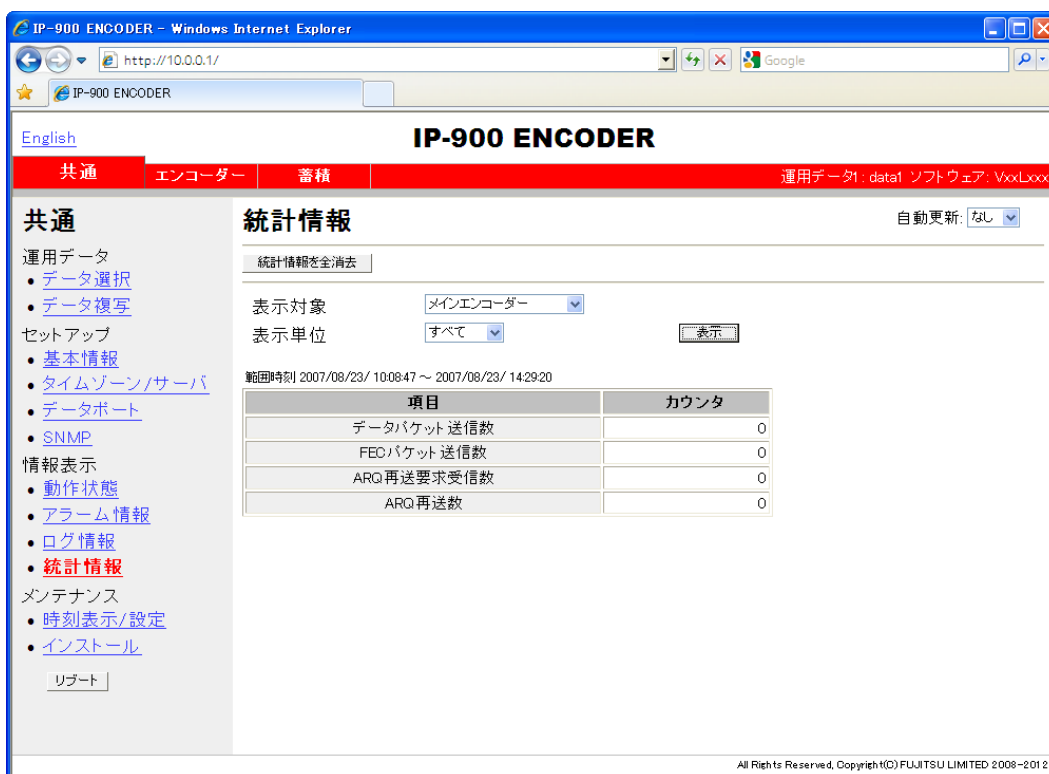 IP-900 ENCODER - Windows Internet Explorer
http://10.0.0.1/
Google
IP-900 ENCODER
English
IP-900 ENCODER
共通 エンコーダー 蓄積
運用データ1 : data1 ソフトウェア: VxxLxxx
共通
運用データ
• データ選択
• データ複写
セットアップ
• 基本情報
• タイムゾーン/サーバ
• データポート
• SNMP
情報表示
• 動作状態
• アラーム情報
• ログ情報
• 統計情報
メンテナンス
• 時刻表示/設定
• インストール
リブート
統計情報
自動更新: なし
統計情報を全消去
表示対象 メインエンコーダー
表示単位 すべて 表示
範囲時刻 2007/08/23/ 10:08:47 ～ 2007/08/23/ 14:29:20
項目 カウンタ
データパケット送信数 0
FECパケット送信数 0
ARQ再送要求受信数 0
ARQ再送数 0
All Rights Reserved, Copyright(C) FUJITSU LIMITED 2008-2012